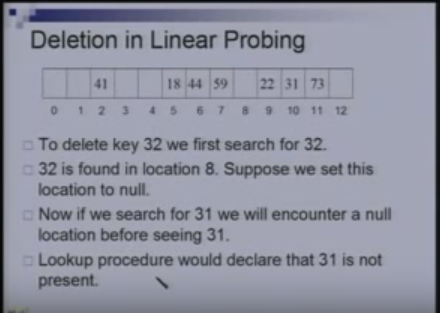 Deletion in Linear Probing
41 18 44 59 22 31 73
0 1 2 3 4 5 6 7 8 9 10 11 12
To delete key 32 we first search for 32.
32 is found in location 8. Suppose we set this
location to null.
Now if we search for 31 we will encounter a null
location before seeing 31.
Lookup procedure would declare that 31 is not
present.